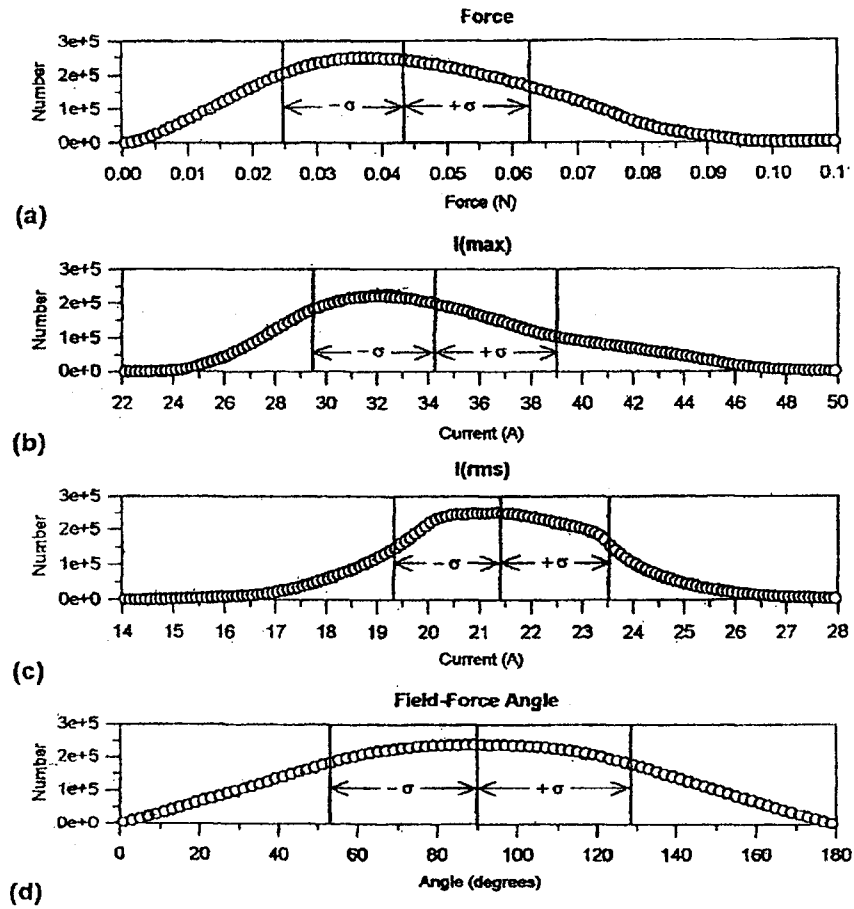 Force
Number
3e+5
2e+5
1e+5
0e+0
-σ
+σ
0.00 0.01 0.02 0.03 0.04 0.05 0.06 0.07 0.08 0.09 0.10 0.11
Force (N)
(a)
I(max)
Number
3e+5
2e+5
1e+5
0e+0
-σ
+σ
22 24 26 28 30 32 34 36 38 40 42 44 46 48 50
Current (A)
(b)
I(rms)
Number
3e+5
2e+5
1e+5
0e+0
-σ
+σ
14 15 16 17 18 19 20 21 22 23 24 25 26 27 28
Current (A)
(c)
Field-Force Angle
Number
3e+5
2e+5
1e+5
0e+0
-σ
+σ
0 20 40 60 80 100 120 140 160 180
Angle (degrees)
(d)